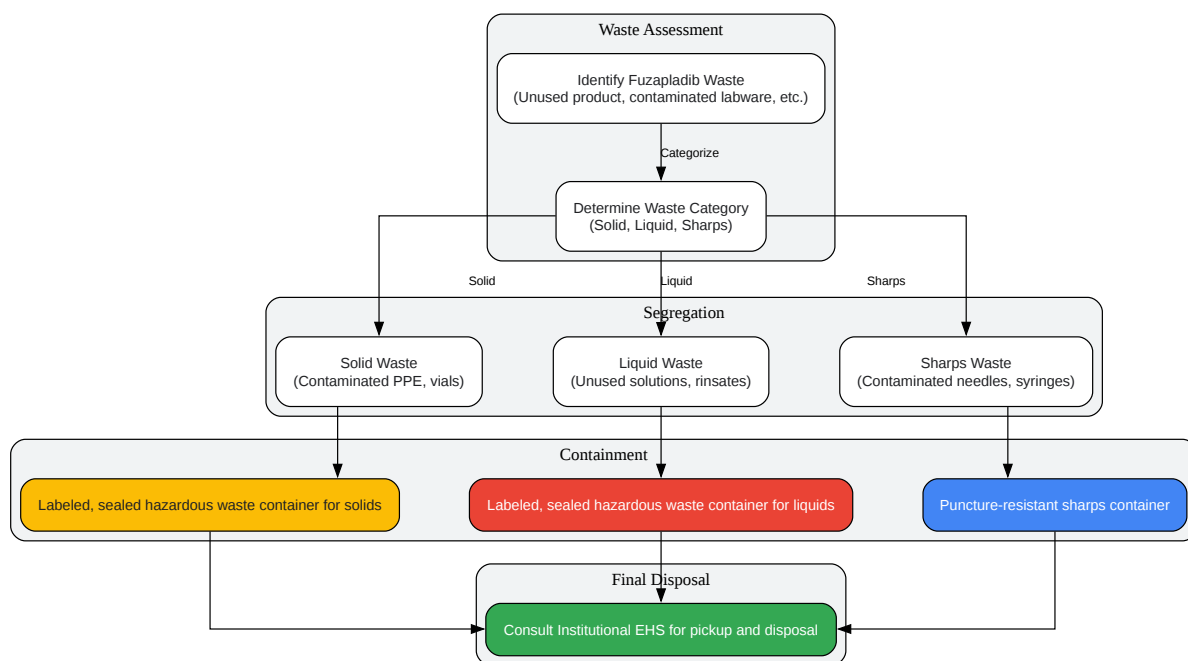 Waste Assessment
Identify Fuzapladib Waste
(Unused product, contaminated labware, etc.)
Categorize
Determine Waste Category
(Solid, Liquid, Sharps)
Solid
Liquid
Sharps
Segregation
Solid Waste
(Contaminated PPE, vials)
Liquid Waste
(Unused solutions, rinsates)
Sharps Waste
(Contaminated needles, syringes)
Containment
Labeled, sealed hazardous waste container for solids
Labeled, sealed hazardous waste container for liquids
Puncture-resistant sharps container
Final Disposal
Consult Institutional EHS for pickup and disposal